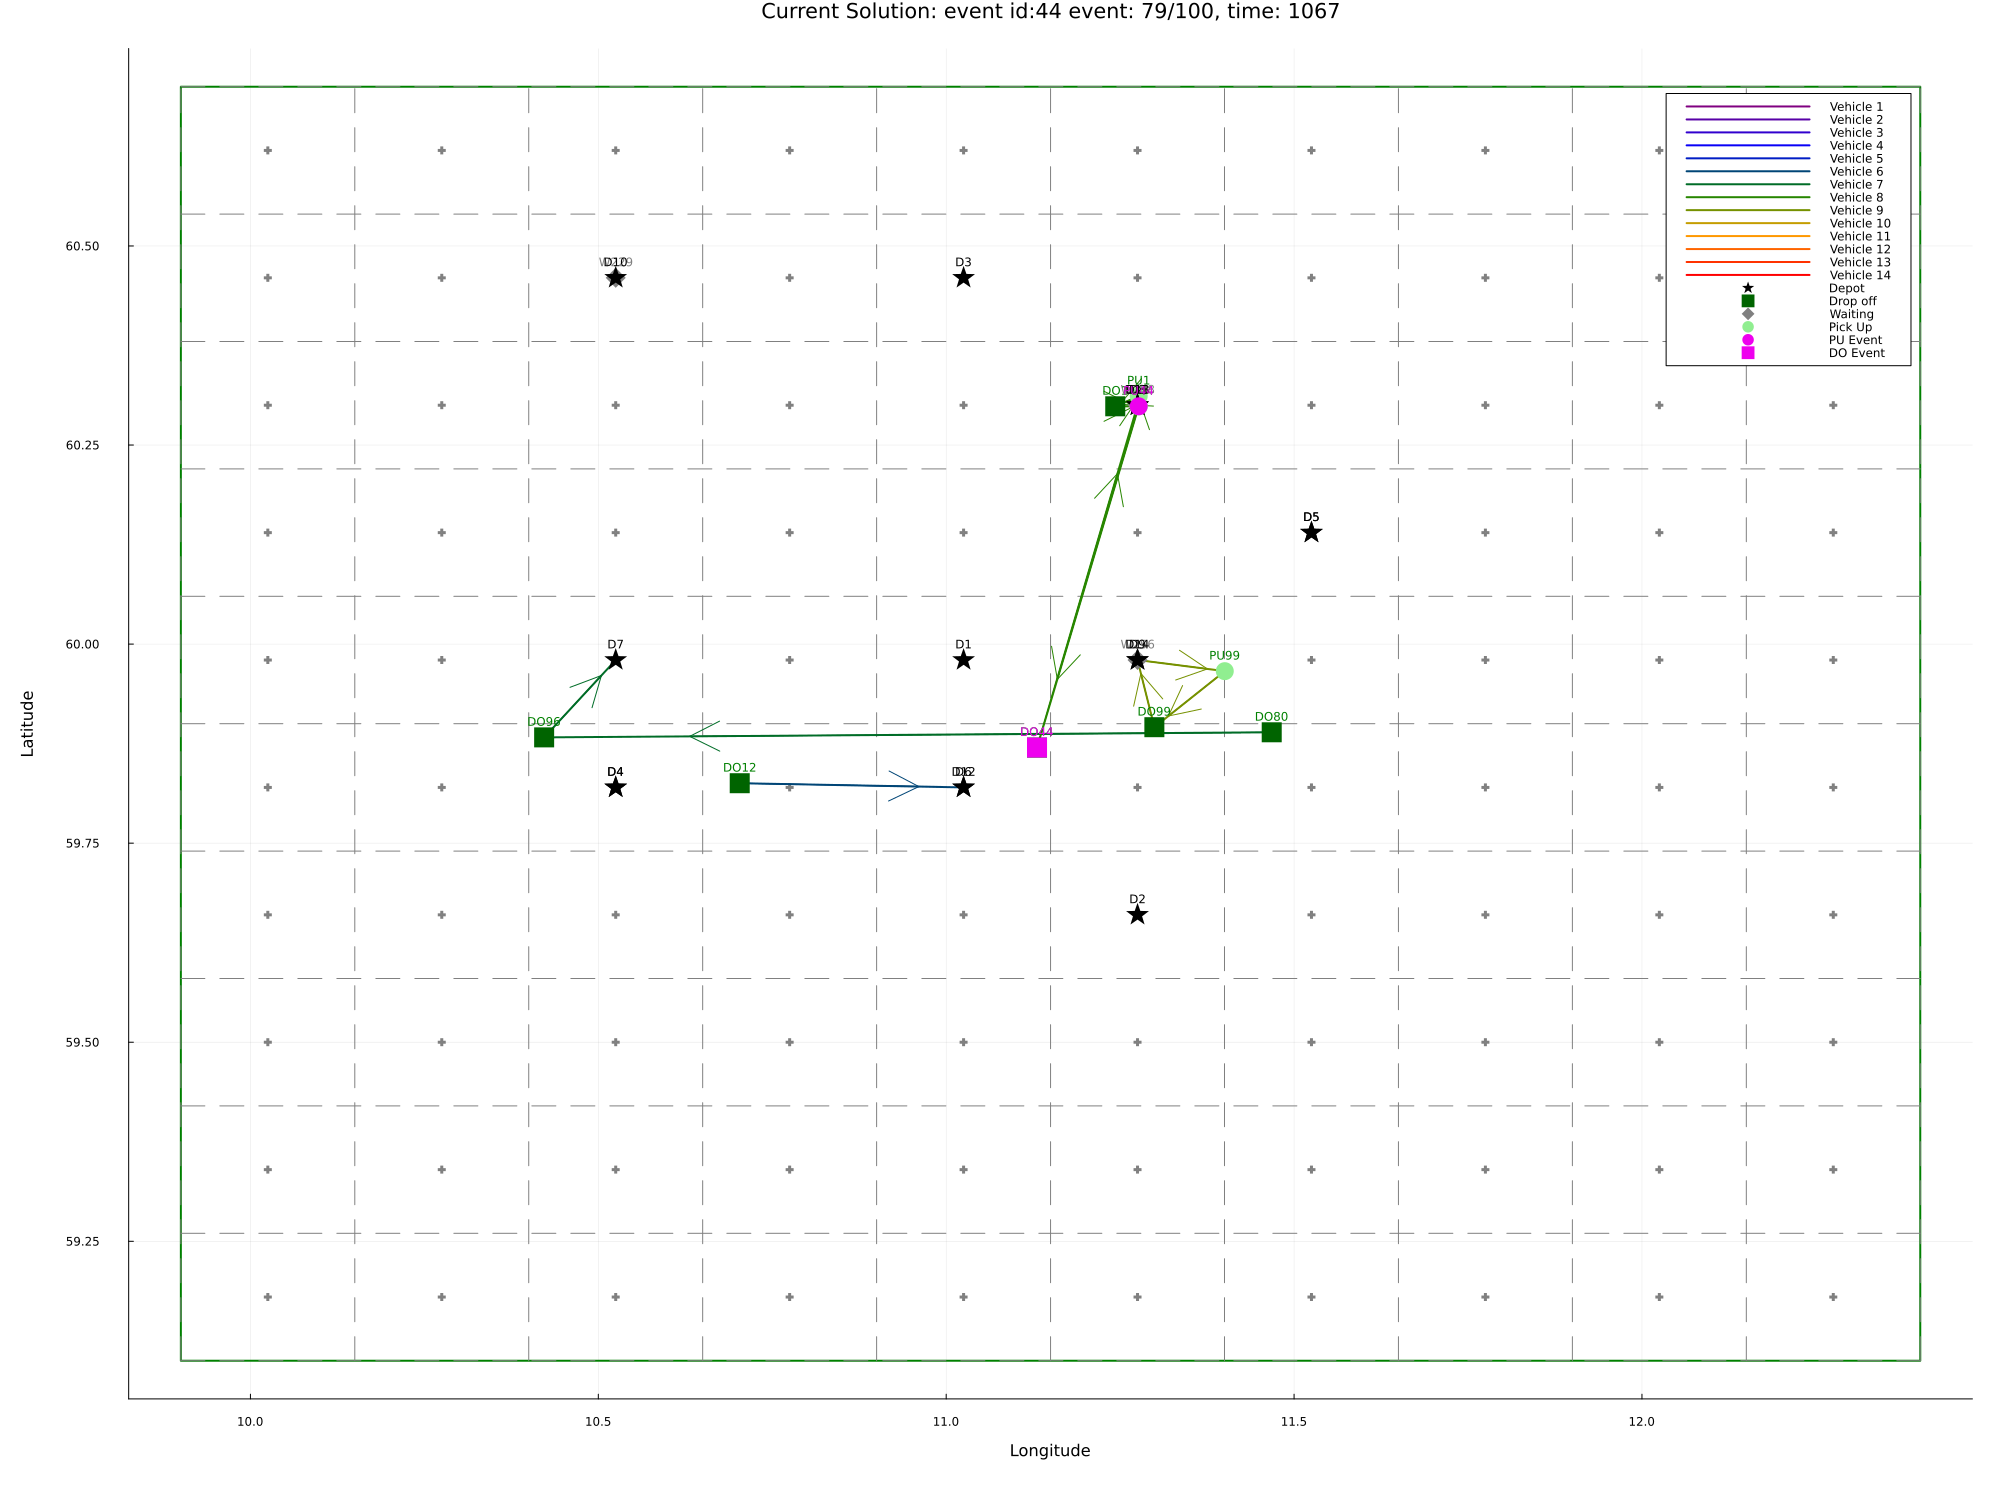 Current Solution: event id:44 event: 79/100, time: 1067
Vehicle 1
Vehicle 2
Vehicle 3
Vehicle 4
Vehicle 5
Vehicle 6
Vehicle 7
Vehicle 8
Vehicle 9
Vehicle 10
Vehicle 11
Vehicle 12
Vehicle 13
Vehicle 14
Depot
Drop off
Waiting
Pick Up
PU Event
DO Event
60.50
60.25
60.00
59.75
59.50
59.25
Latitude
D10
D3
PU1
D5
D7
D1
PU99
DO96
DO99
DO80
DO44
DO12
D4
D2
10.0
10.5
11.0
11.5
12.0
Longitude